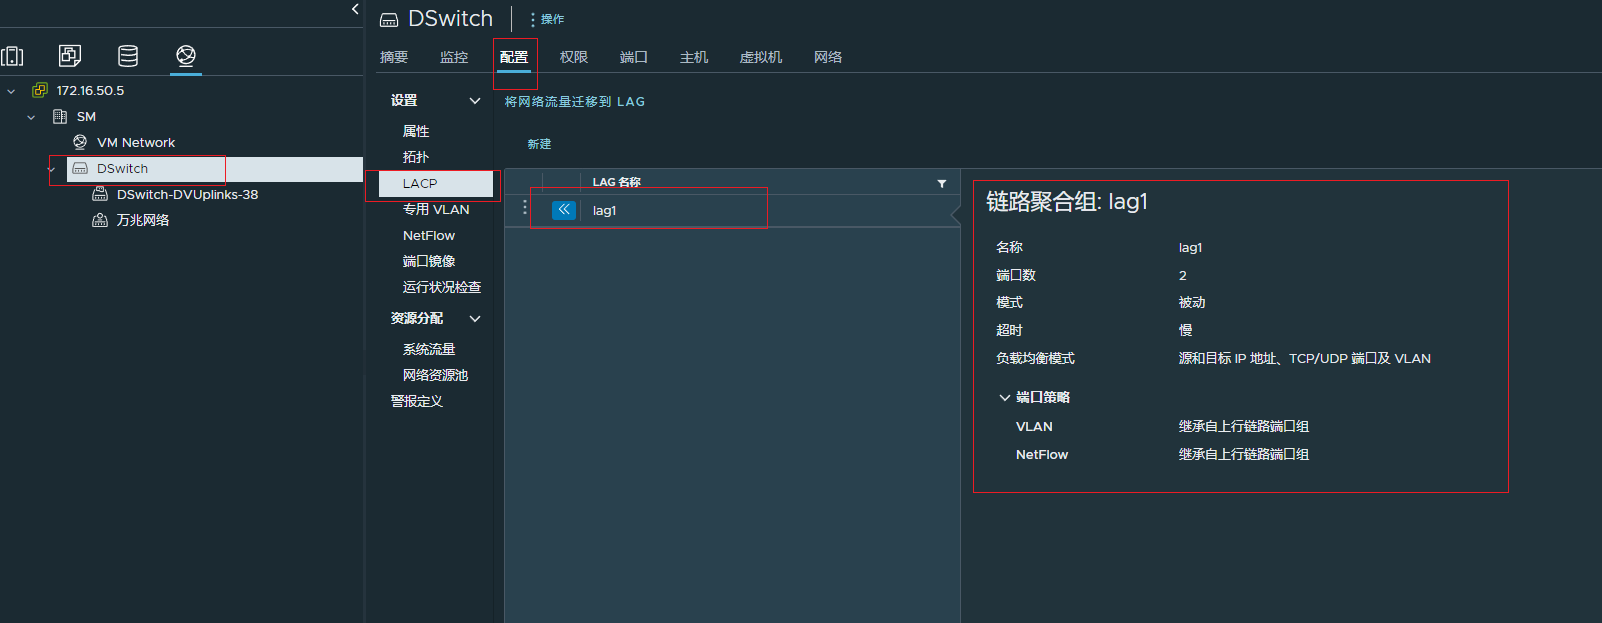 DSwitch
操作
摘要 监控 配置 权限 端口 主机 虚拟机 网络
172.16.50.5
SM
VM Network
DSwitch
DSwitch-DVUplinks-38
万兆网络
设置
属性
拓扑
LACP
专用 VLAN
NetFlow
端口镜像
运行状况检查
资源分配
系统流量
网络资源池
警报定义
将网络流量迁移到 LAG
新建
LAG 名称
lag1
链路聚合组: lag1
名称 lag1
端口数 2
模式 被动
超时 慢
负载均衡模式 源和目标 IP 地址、TCP/UDP 端口及 VLAN
端口策略
VLAN 继承自上行链路端口组
NetFlow 继承自上行链路端口组